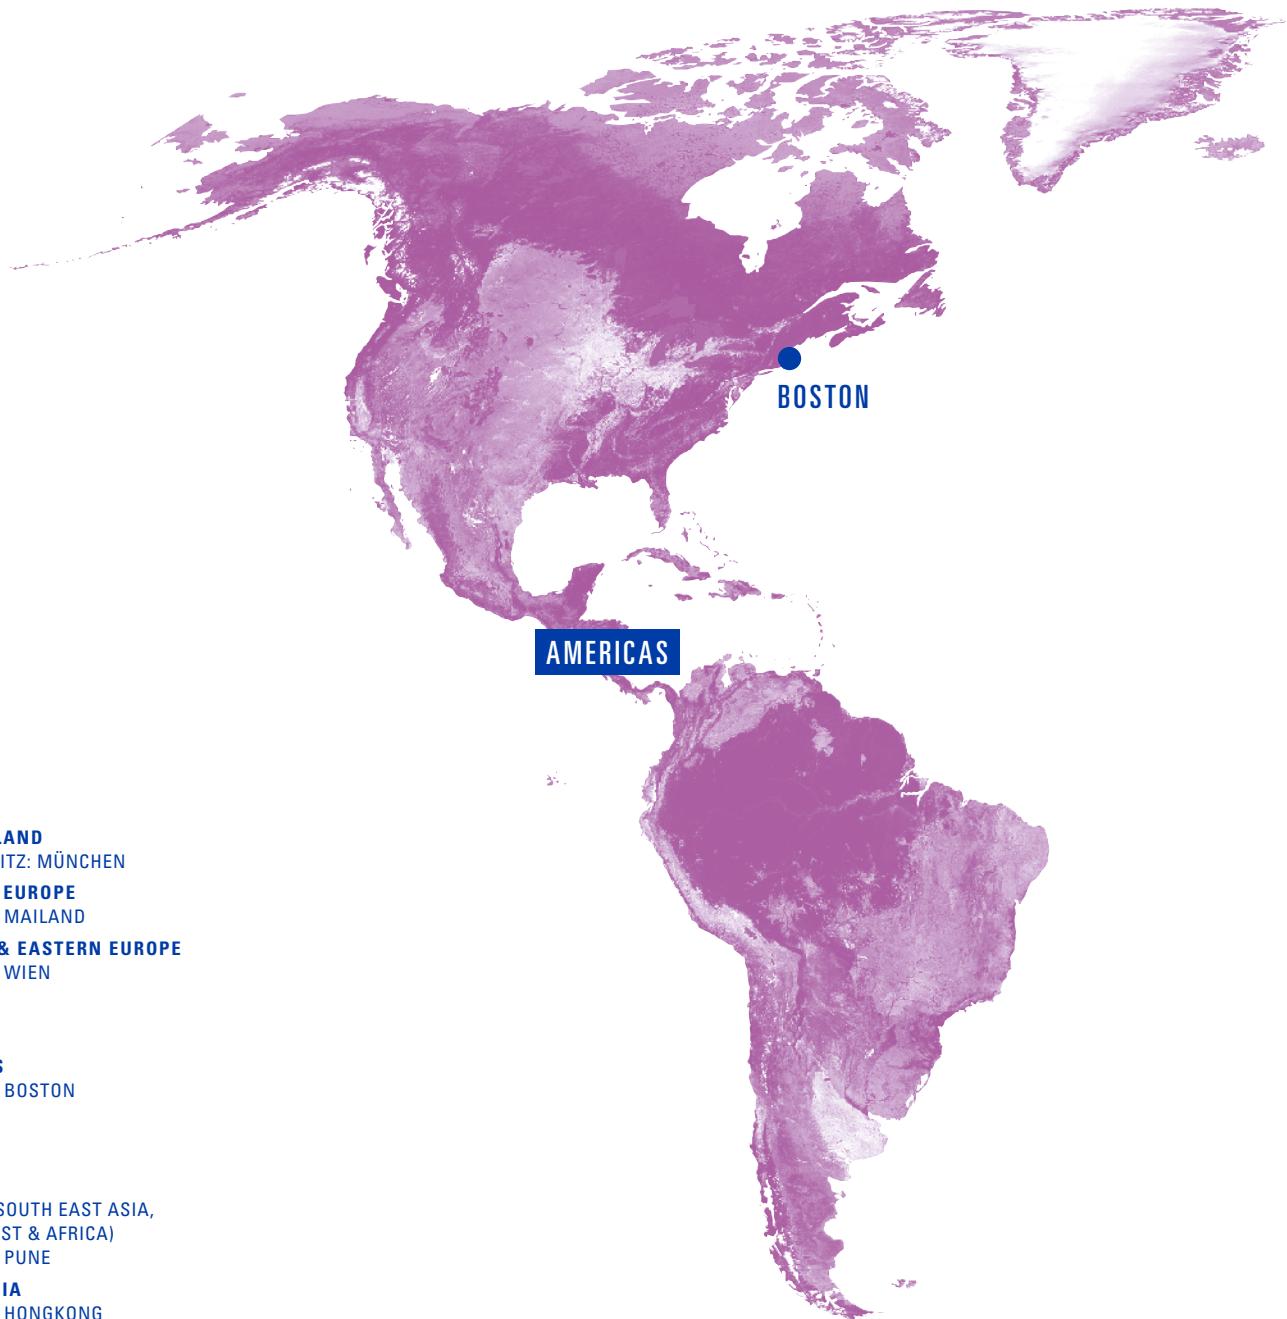 BOSTON
AMERICAS
LAND
ITZ: MÜNCHEN
EUROPE
MAILAND
& EASTERN EUROPE
WIEN
S
BOSTON
SOUTH EAST ASIA,
ST & AFRICA)
PUNE
IA
HONGKONG